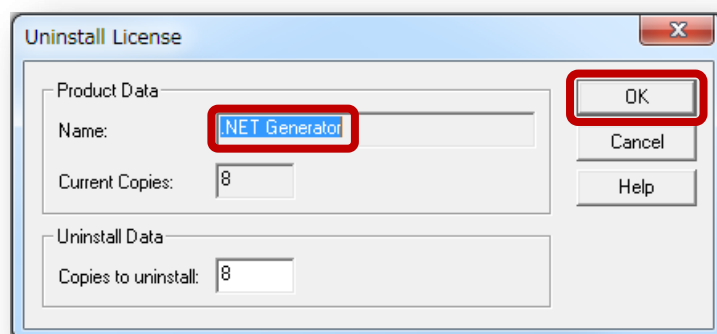 Uninstall License
Product Data
Name: .NET Generator
Current Copies: 8
Uninstall Data
Copies to uninstall: 8
OK
Cancel
Help